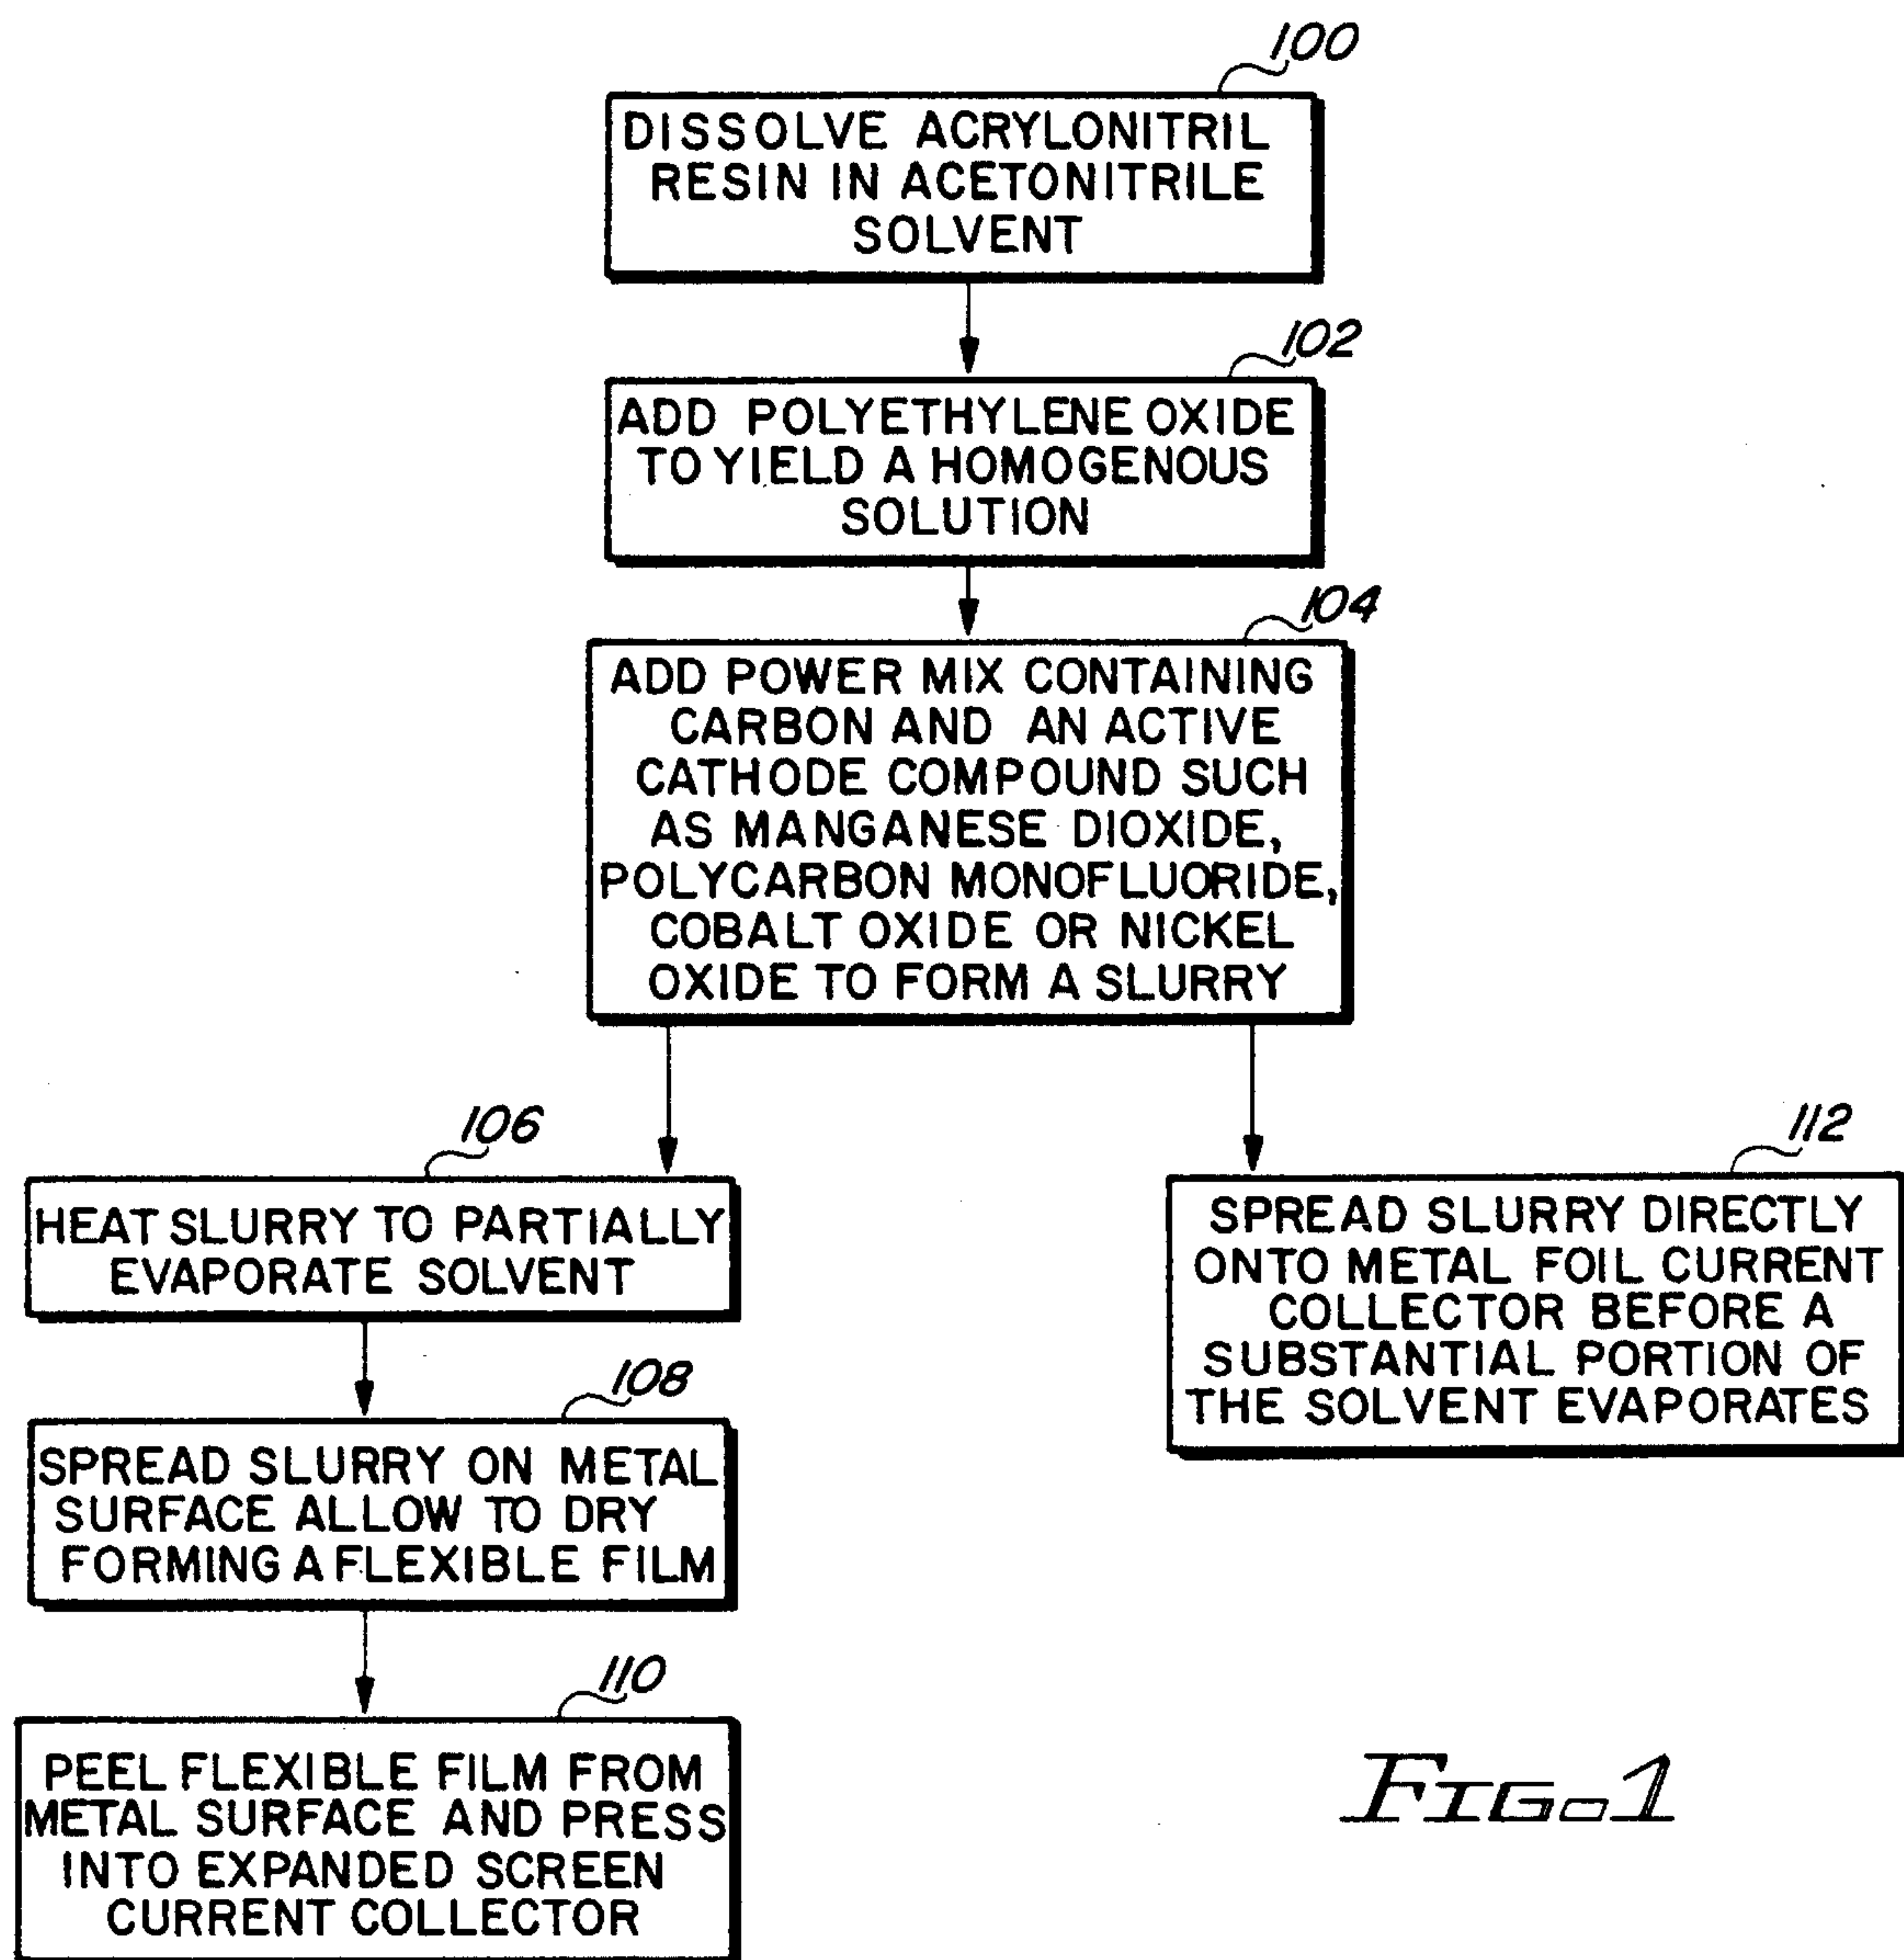 100
DISSOLVE ACRYLONITRIL
RESIN IN ACETONITRILE
SOLVENT
102
ADD POLYETHYLENE OXIDE
TO YIELD A HOMOGENOUS
SOLUTION
104
ADD POWER MIX CONTAINING
CARBON AND AN ACTIVE
CATHODE COMPOUND SUCH
AS MANGANESE DIOXIDE,
POLYCARBON MONOFLUORIDE,
COBALT OXIDE OR NICKEL
OXIDE TO FORM A SLURRY
106
HEAT SLURRY TO PARTIALLY
EVAPORATE SOLVENT
108
SPREAD SLURRY ON METAL
SURFACE ALLOW TO DRY
FORMING A FLEXIBLE FILM
110
PEEL FLEXIBLE FILM FROM
METAL SURFACE AND PRESS
INTO EXPANDED SCREEN
CURRENT COLLECTOR
112
SPREAD SLURRY DIRECTLY
ONTO METAL FOIL CURRENT
COLLECTOR BEFORE A
SUBSTANTIAL PORTION OF
THE SOLVENT EVAPORATES
FIG. 1